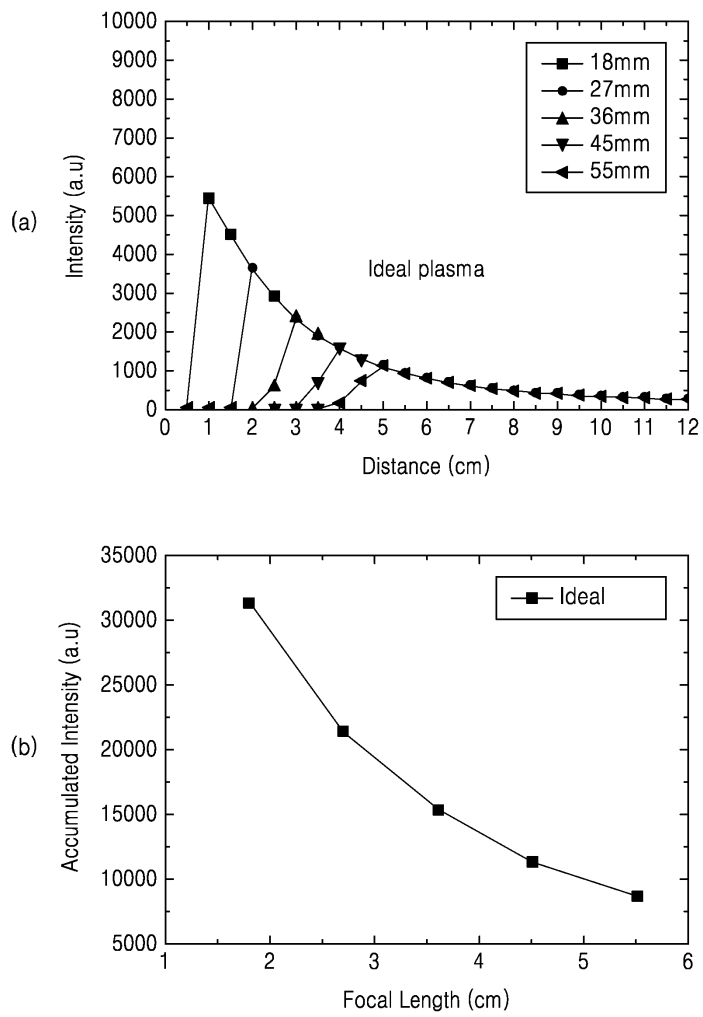 (a)
Intensity (a.u)
10000
9000
8000
7000
6000
5000
4000
3000
2000
1000
0
18mm
27mm
36mm
45mm
55mm
Ideal plasma
0 1 2 3 4 5 6 7 8 9 10 11 12
Distance (cm)
(b)
Accumulated Intensity (a.u)
35000
30000
25000
20000
15000
10000
5000
Ideal
1 2 3 4 5 6
Focal Length (cm)